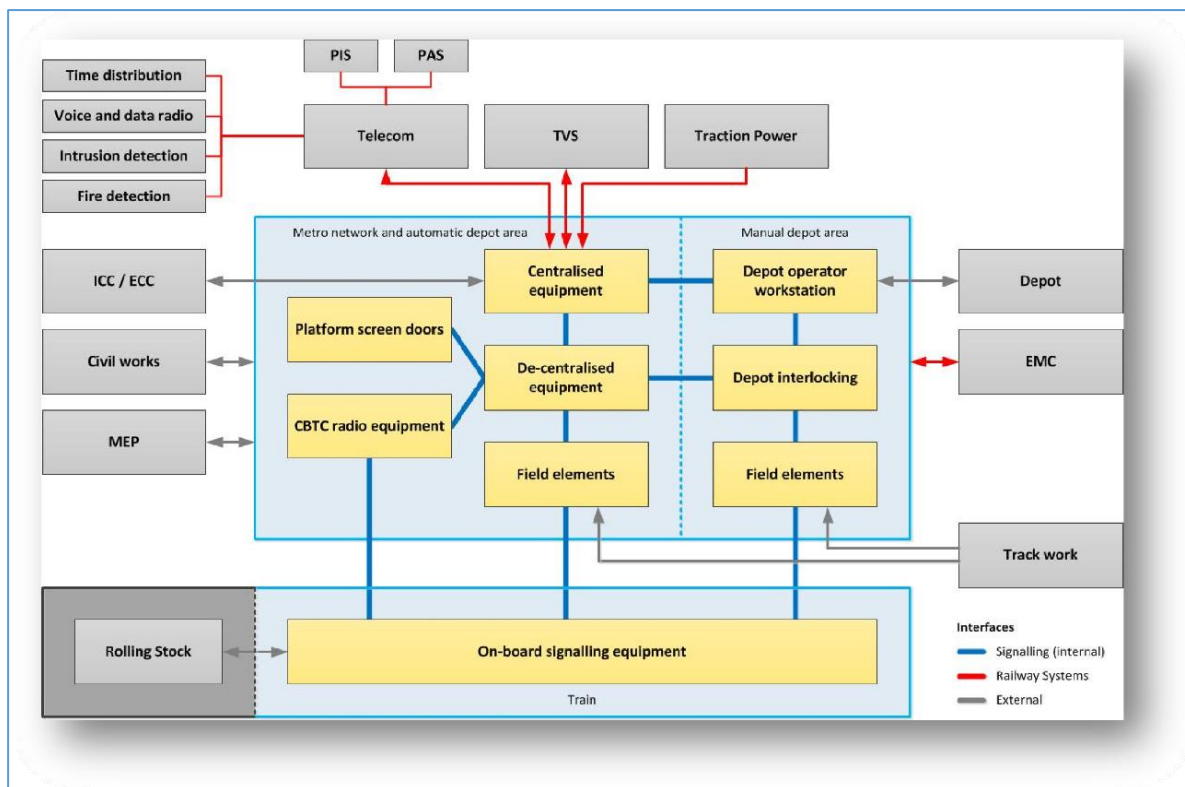 PIS
PAS
Time distribution
Voice and data radio
Intrusion detection
Fire detection
Telecom
TVS
Traction Power
Metro network and automatic depot area
Manual depot area
ICC / ECC
Centralised
equipment
Depot operator
workstation
Depot
Platform screen doors
Civil works
De-centralised
equipment
Depot interlocking
EMC
CBTC radio equipment
MEP
Field elements
Field elements
Track work
Rolling Stock
On-board signalling equipment
Train
Interfaces
Signalling (internal)
Railway Systems
External